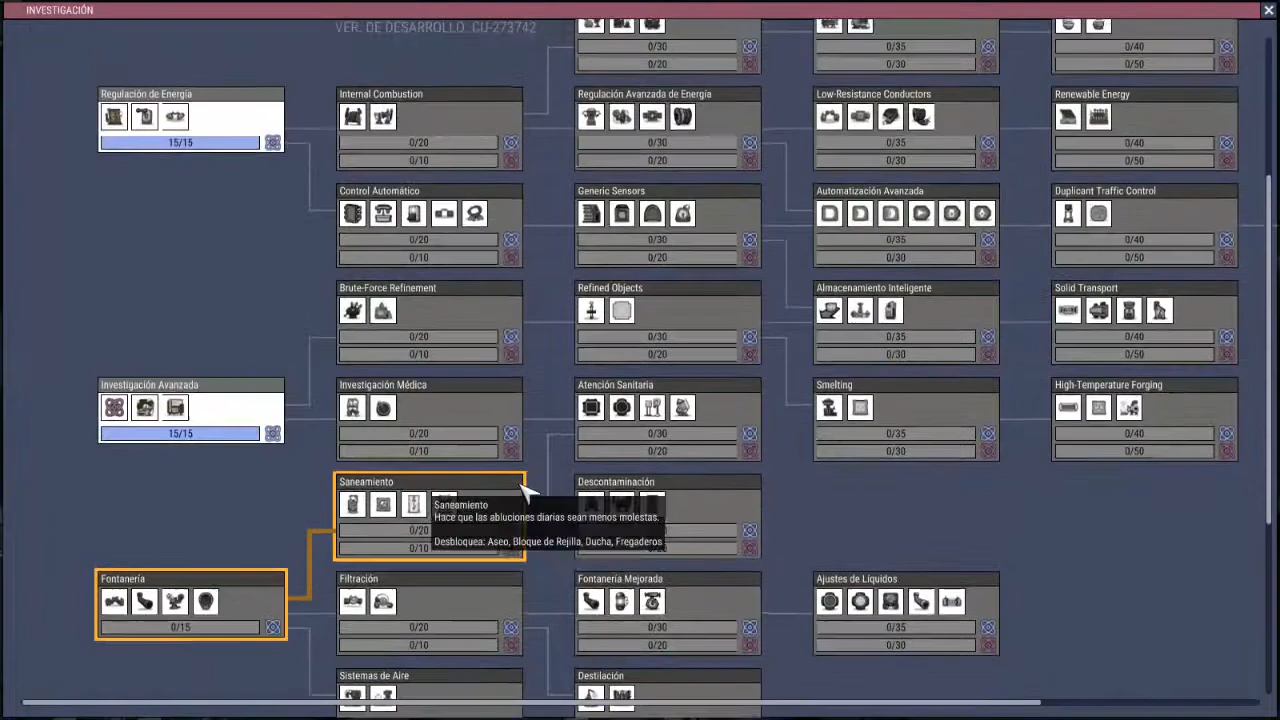 INVESTIGACIÓN
VER. DE DESARROLLO. CU-273742
0/30
0/20
0/35
0/30
0/40
0/50
Regulación de Energía
15/15
Internal Combustion
0/20
0/10
Regulación Avanzada de Energía
0/30
0/20
Low-Resistance Conductors
0/35
0/30
Renewable Energy
0/40
0/50
Control Automático
0/20
0/10
Generic Sensors
0/30
0/20
Automatización Avanzada
0/35
0/30
Duplicant Traffic Control
0/40
0/50
Brute-Force Refinement
0/20
0/10
Refined Objects
0/30
0/20
Almacenamiento Inteligente
0/35
0/30
Solid Transport
0/40
0/50
Investigación Avanzada
15/15
Investigación Médica
0/20
0/10
Atención Sanitaria
0/30
0/20
Smelting
0/35
0/30
High-Temperature Forging
0/40
0/50
Saneamiento
0/20
0/10
Descontaminación
Saneamiento
Hace que las abluciones diarias sean menos molestas.
Desbloquea: Aseo, Bloque de Rejilla, Ducha, Fregaderos
Fontanería
0/15
Filtración
0/20
0/10
Fontanería Mejorada
0/30
0/20
Ajustes de Líquidos
0/35
0/30
Sistemas de Aire
Destilación